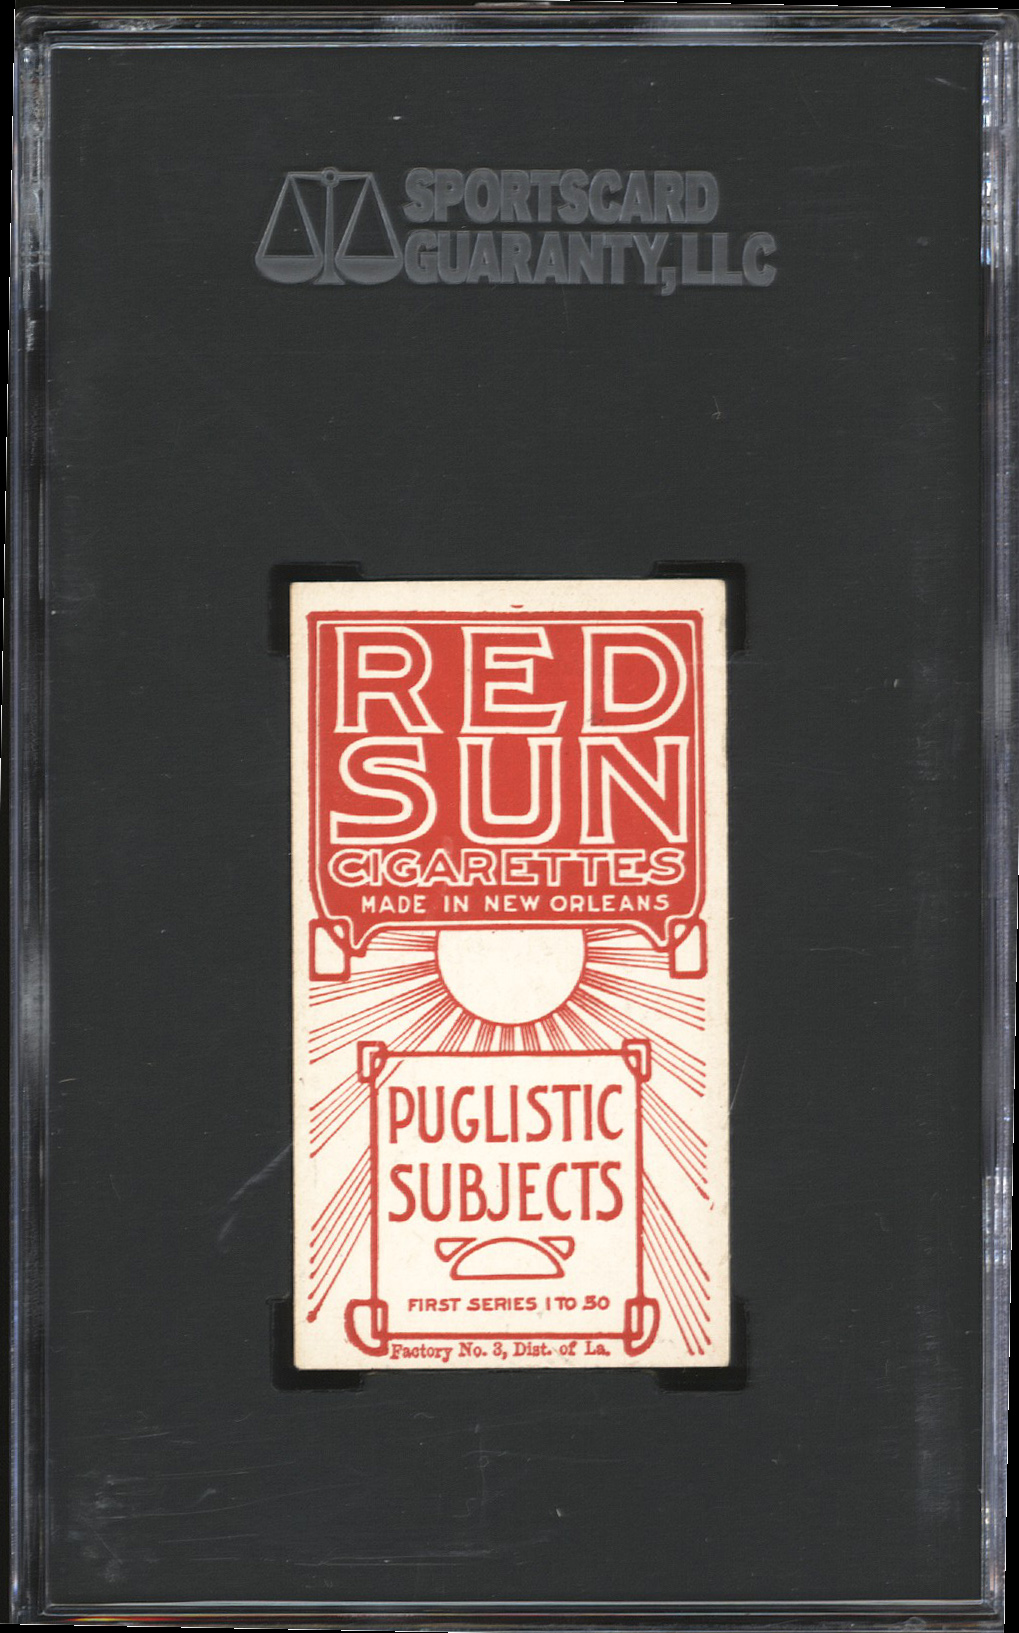 SPORTSCARD
GUARANTY, LLC
RED
SUN
CIGARETTES
MADE IN NEW ORLEANS
PUGLISTIC
SUBJECTS
FIRST SERIES 1 TO 50
Factory No. 3, Dist. of La.